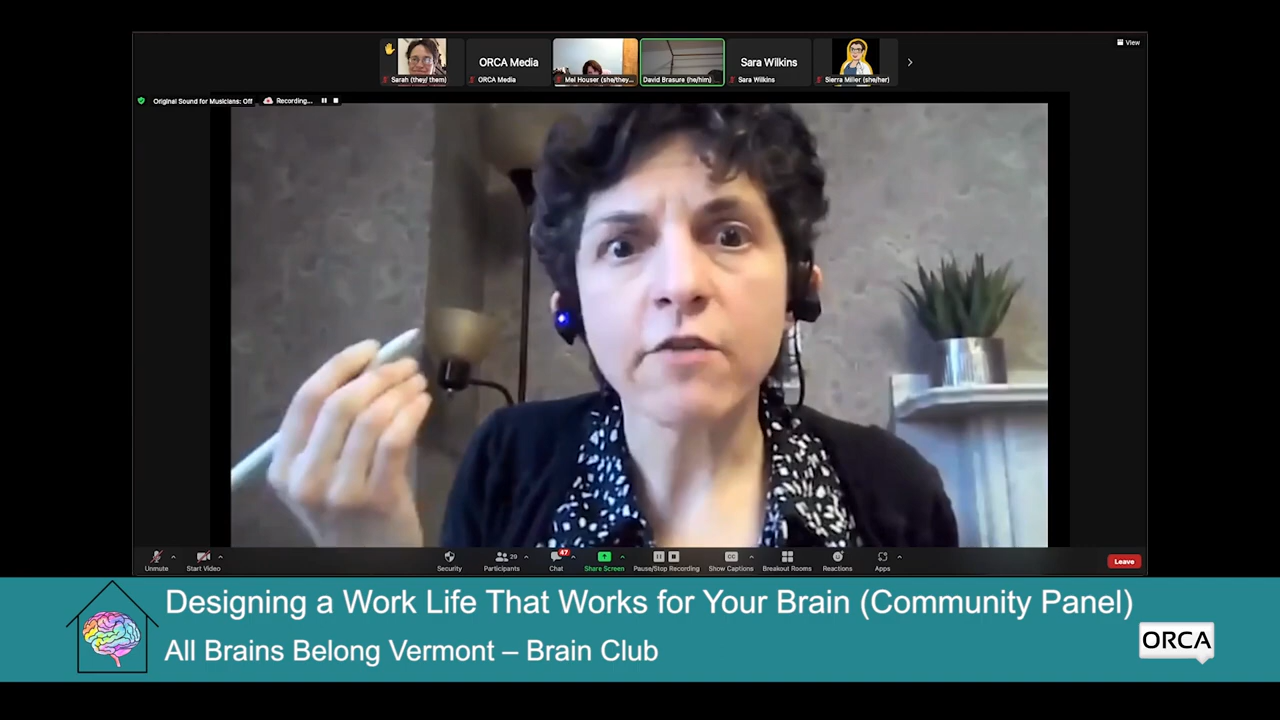 ORCA Media
Sara Wilkins
Sarah (they/ them)
ORCA Media
Mel Houser (she/they...
David Brasure (he/him)
Sara Wilkins
Sierra Miller (she/her)
View
Original Sound for Musicians: Off
Recording...
47
20
Unmute
Start Video
Security
Participants
Chat
Share Screen
Pause/Stop Recording
CC
Show Captions
Breakout Rooms
Reactions
Apps
Leave
Designing a Work Life That Works for Your Brain (Community Panel)
All Brains Belong Vermont – Brain Club
ORCA